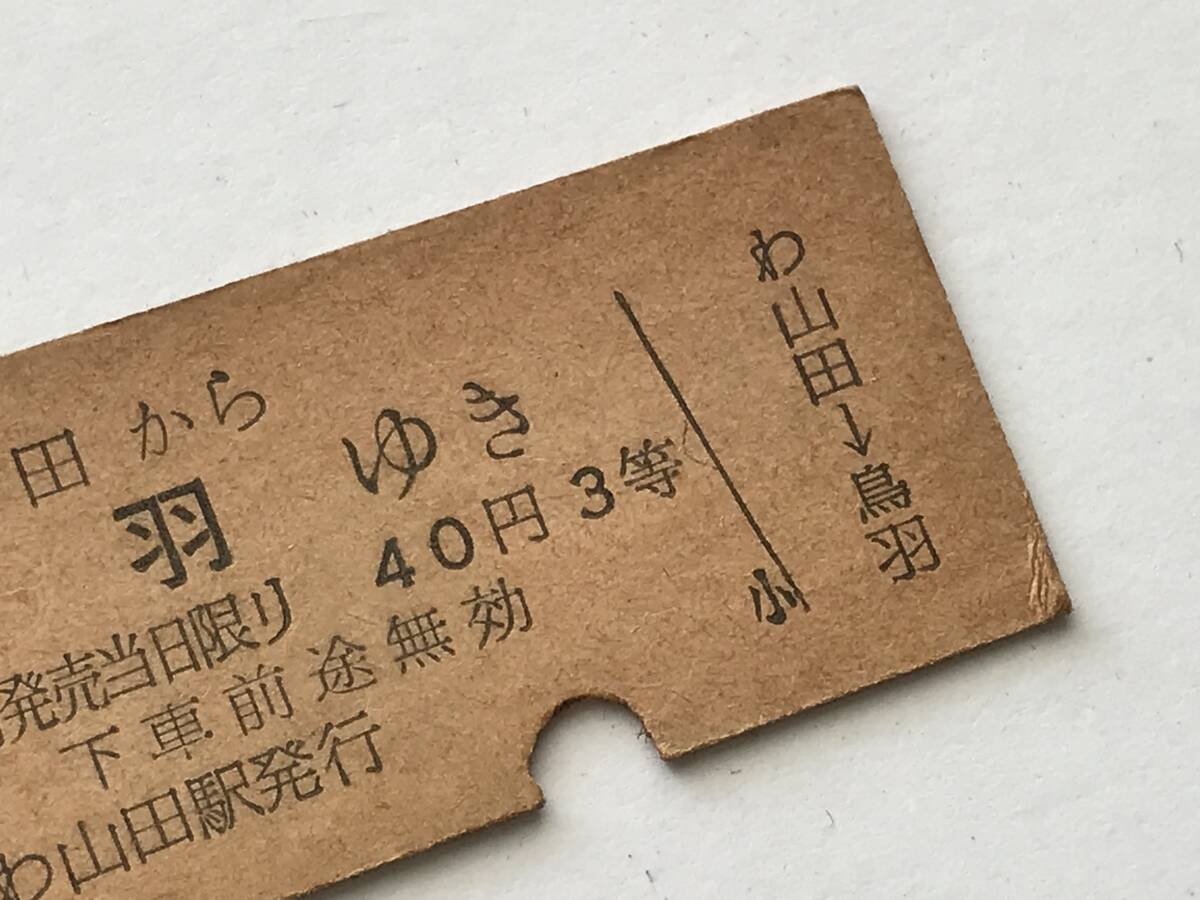 田から
羽ゆき
40円3等
発売当日限り
下車前途無効
わ山田駅発行
小
わ山田→鳥羽